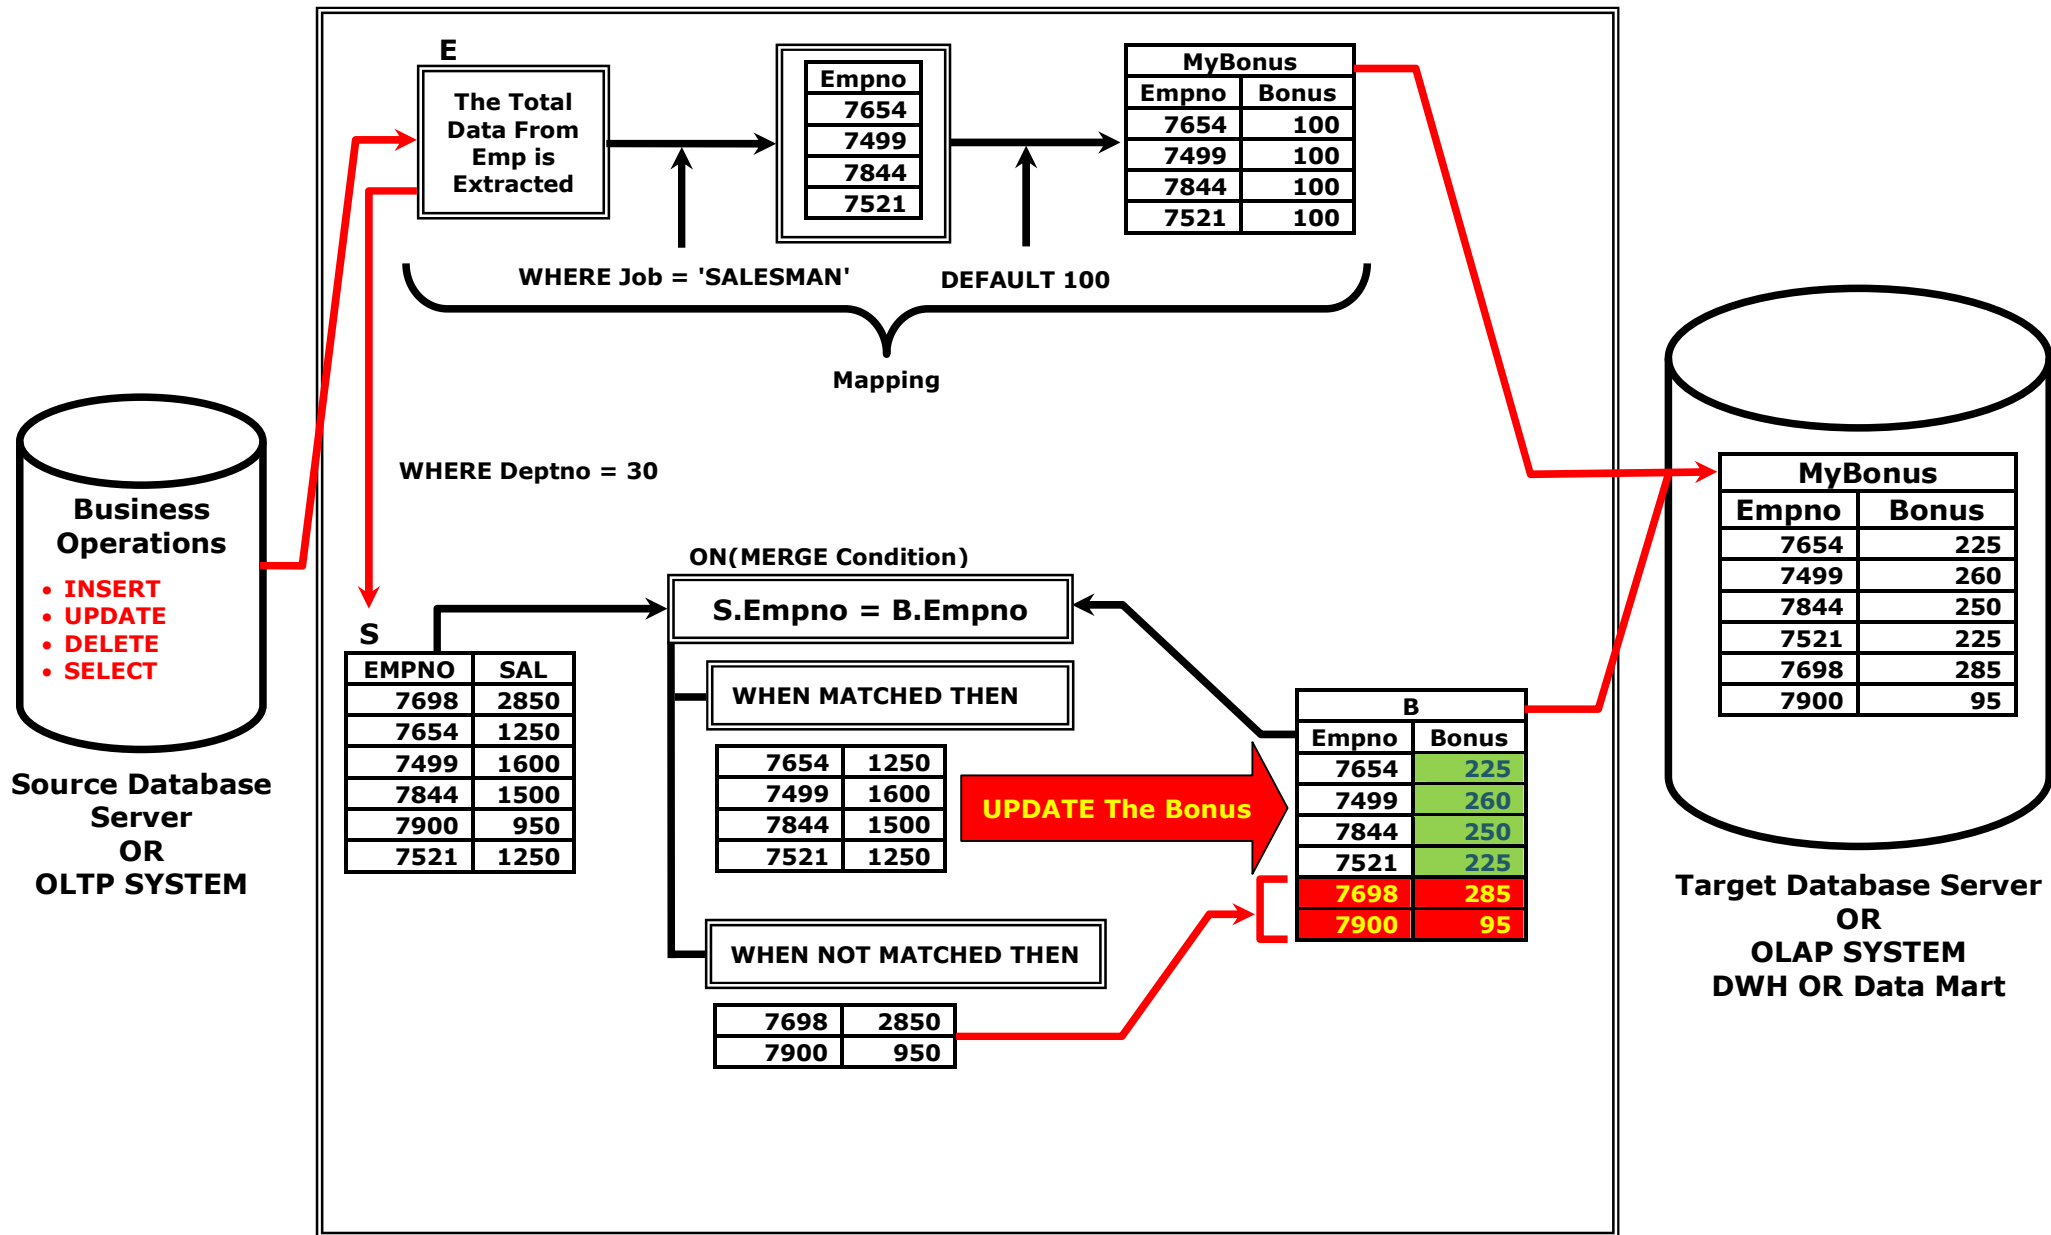 E
The Total
Data From
Emp is
Extracted
Empno
7654
7499
7844
7521
MyBonus
Empno Bonus
7654 100
7499 100
7844 100
7521 100
WHERE Job = 'SALESMAN'
DEFAULT 100
Mapping
WHERE Deptno = 30
Business
Operations
• INSERT
• UPDATE
• DELETE
• SELECT
Source Database
Server
OR
OLTP SYSTEM
S
EMPNO SAL
7698 2850
7654 1250
7499 1600
7844 1500
7900 950
7521 1250
ON(MERGE Condition)
S.Empno = B.Empno
WHEN MATCHED THEN
7654 1250
7499 1600
7844 1500
7521 1250
UPDATE The Bonus
WHEN NOT MATCHED THEN
7698 2850
7900 950
B
Empno Bonus
7654 225
7499 260
7844 250
7521 225
7698 285
7900 95
MyBonus
Empno Bonus
7654 225
7499 260
7844 250
7521 225
7698 285
7900 95
Target Database Server
OR
OLAP SYSTEM
DWH OR Data Mart